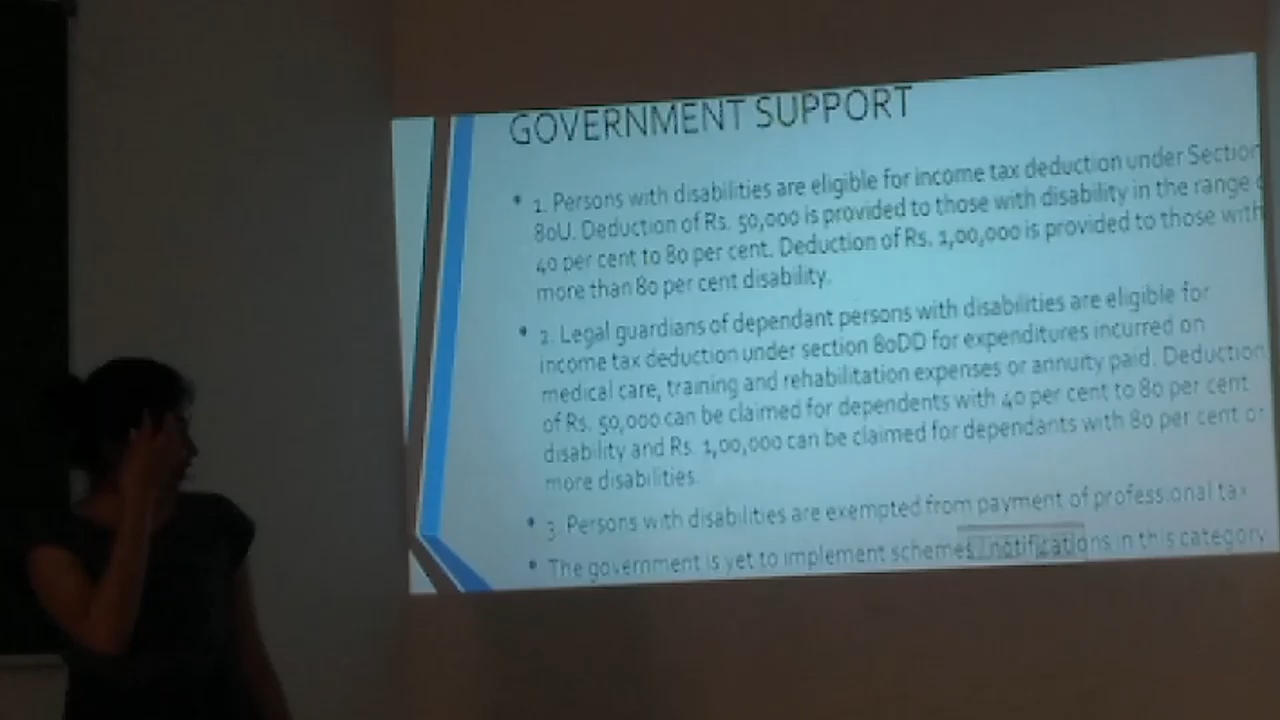 GOVERNMENT SUPPORT
• 1. Persons with disabilities are eligible for income tax deduction under Section
80U. Deduction of Rs. 50,000 is provided to those with disability in the range
40 per cent to 80 per cent. Deduction of Rs. 1,00,000 is provided to those with
more than 80 per cent disability.
• 2. Legal guardians of dependant persons with disabilities are eligible for
income tax deduction under section 80DD for expenditures incurred on
medical care, training and rehabilitation expenses or annuity paid. Deduction
of Rs. 50,000 can be claimed for dependents with 40 per cent to 80 per cent
disability and Rs. 1,00,000 can be claimed for dependants with 80 per cent or
more disabilities.
• 3. Persons with disabilities are exempted from payment of professional tax
• The government is yet to implement schemes / notifications in this category